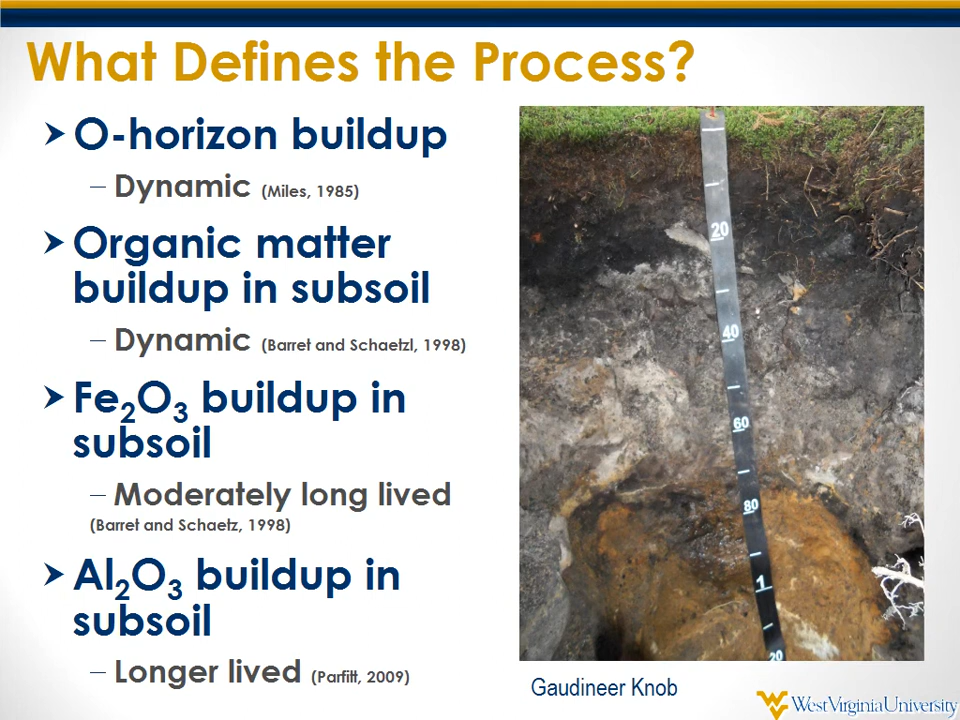 What Defines the Process?
➢ O-horizon buildup
– Dynamic (Miles, 1985)
➢ Organic matter
buildup in subsoil
– Dynamic (Barret and Schaetzl, 1998)
➢ Fe₂O₃ buildup in
subsoil
– Moderately long lived
(Barret and Schaetz, 1998)
➢ Al₂O₃ buildup in
subsoil
– Longer lived (Parfitt, 2009)
20
40
60
80
1
20
Gaudineer Knob
WestVirginiaUniversity